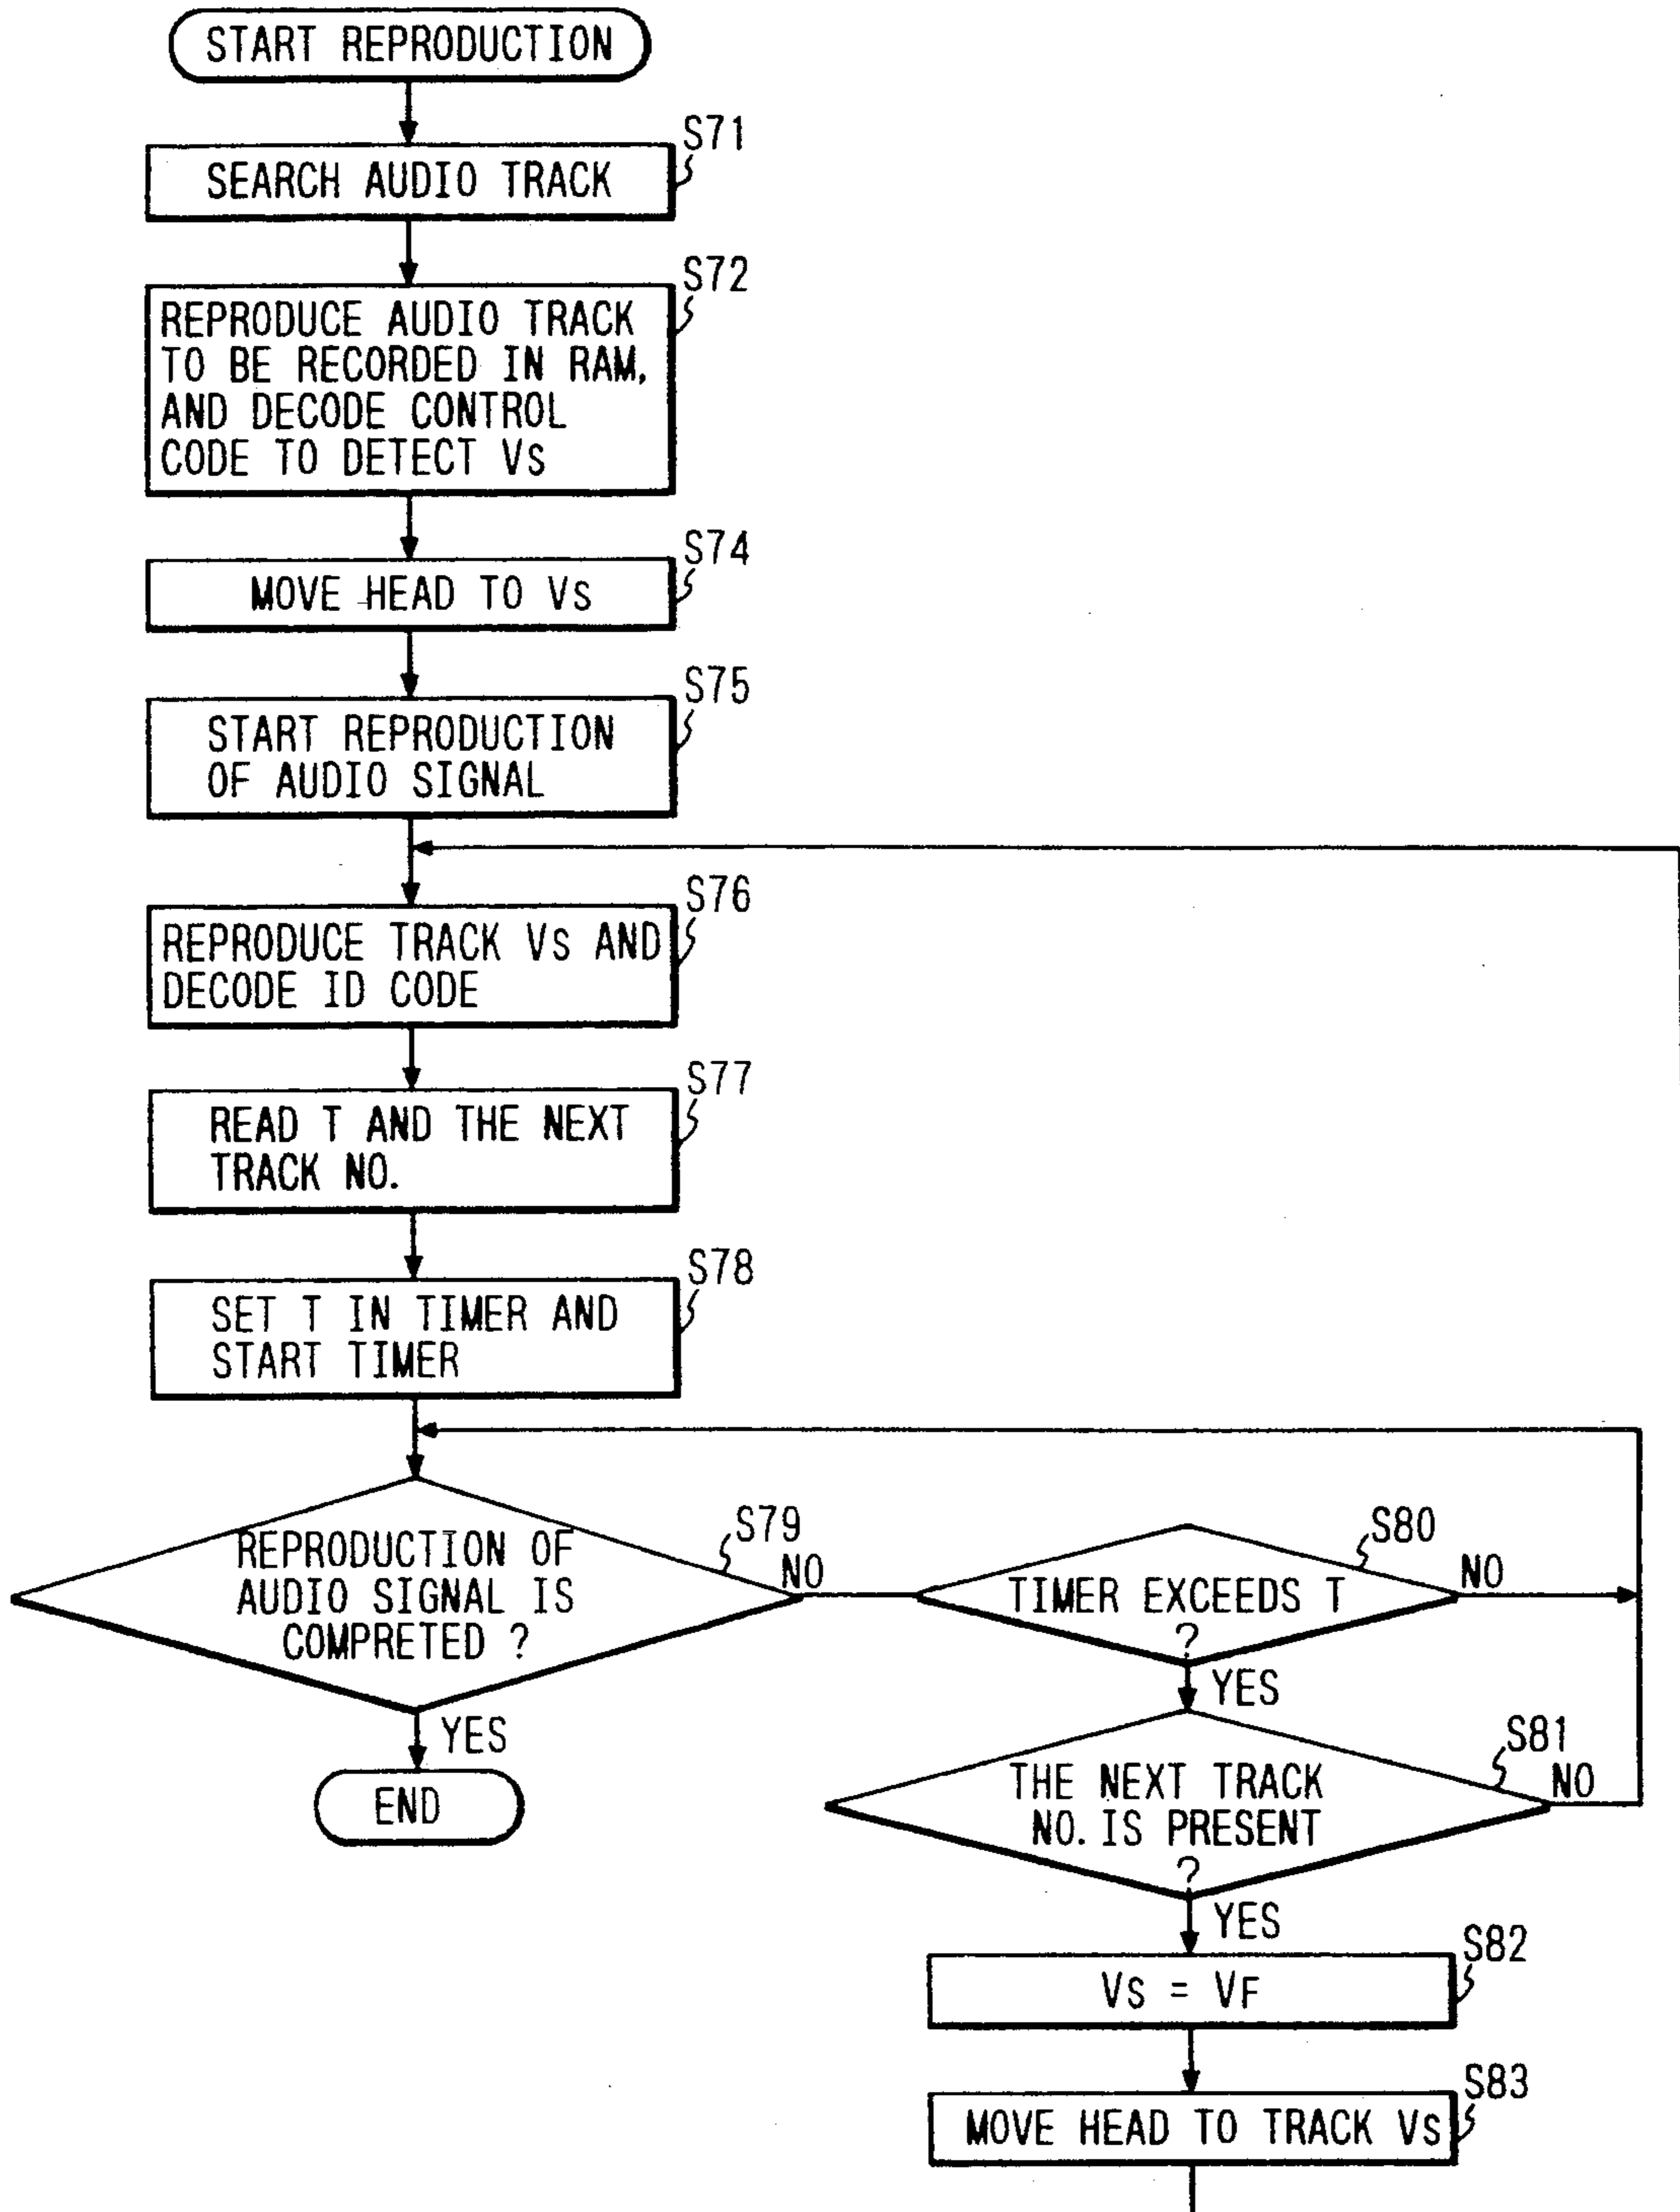 START REPRODUCTION
S71
SEARCH AUDIO TRACK
S72
REPRODUCE AUDIO TRACK
TO BE RECORDED IN RAM,
AND DECODE CONTROL
CODE TO DETECT Vs
S74
MOVE HEAD TO Vs
S75
START REPRODUCTION
OF AUDIO SIGNAL
S76
REPRODUCE TRACK Vs AND
DECODE ID CODE
S77
READ T AND THE NEXT
TRACK NO.
S78
SET T IN TIMER AND
START TIMER
S79
REPRODUCTION OF
AUDIO SIGNAL IS
COMPRETED ?
NO
YES
END
S80
TIMER EXCEEDS T
?
NO
YES
S81
THE NEXT TRACK
NO. IS PRESENT
?
NO
YES
S82
Vs = VF
S83
MOVE HEAD TO TRACK Vs